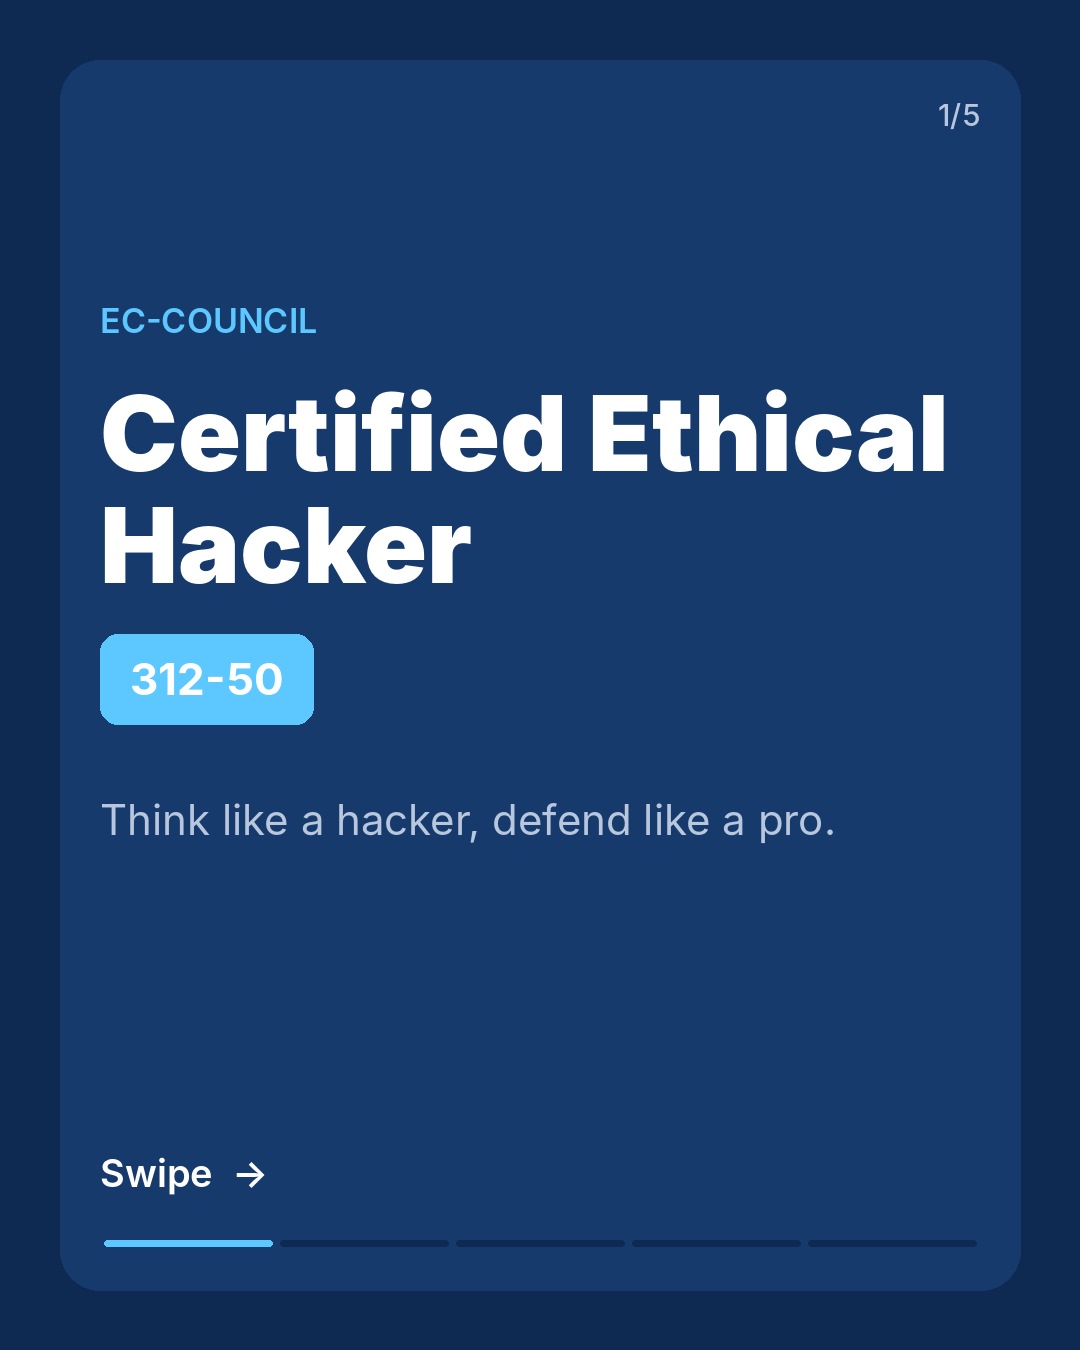 1/5
EC-COUNCIL
Certified Ethical
Hacker
312-50
Think like a hacker, defend like a pro.
Swipe →